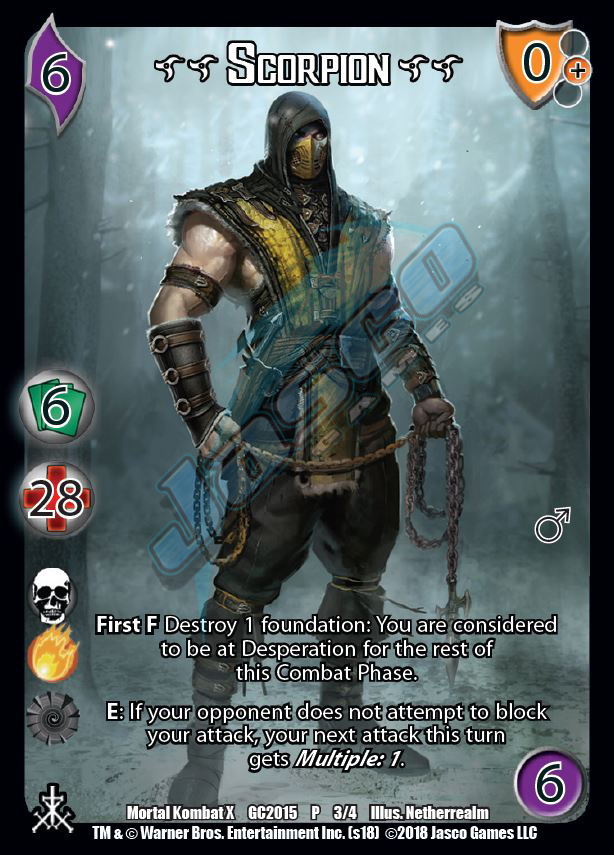 6
Scorpion
0
+
JASCO
GAMES
6
28
First F Destroy 1 foundation: You are considered
to be at Desperation for the rest of
this Combat Phase.
E: If your opponent does not attempt to block
your attack, your next attack this turn
gets Multiple: 1.
6
Mortal Kombat X GC2015 P 3/4 Illus. Netherrealm
TM & © Warner Bros. Entertainment Inc. (s18) ©2018 Jasco Games LLC